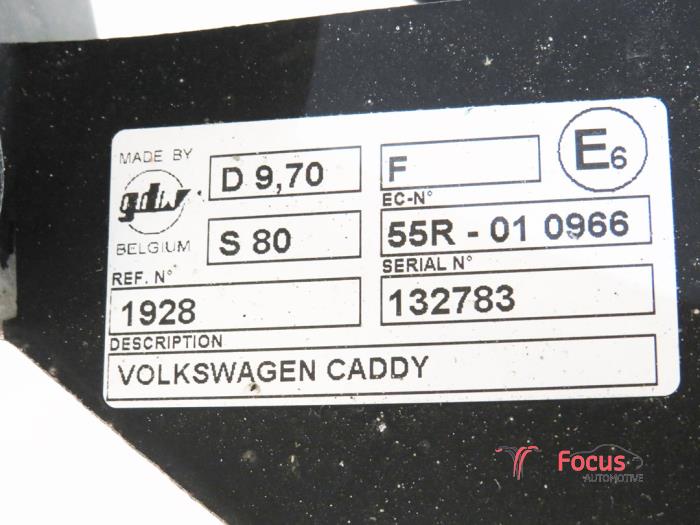 MADE BY
gdw
BELGIUM
D 9,70
S 80
F
E6
EC-N°
55R - 01 0966
REF. N°
1928
SERIAL N°
132783
DESCRIPTION
VOLKSWAGEN CADDY
Focus
AUTOMOTIVE